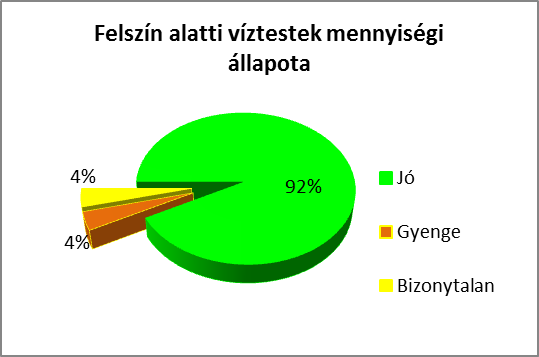 Felszín alatti víztestek mennyiségi
állapota
4%
92%
4%
Jó
Gyenge
Bizonytalan